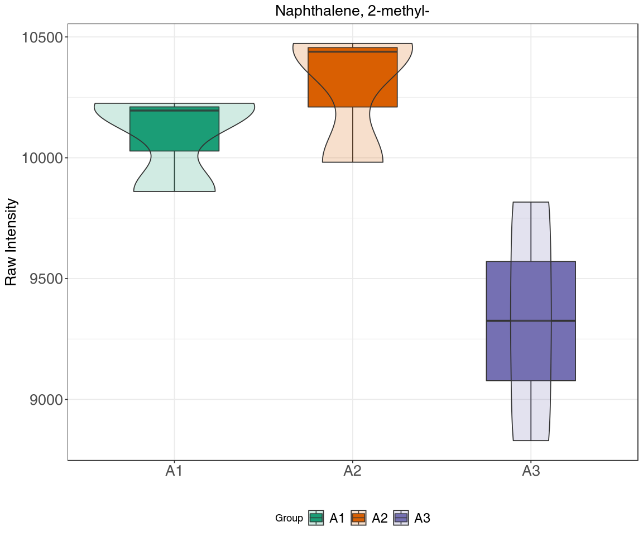 Naphthalene, 2-methyl-
Raw Intensity
10500
10000
9500
9000
A1 A2 A3
Group A1 A2 A3